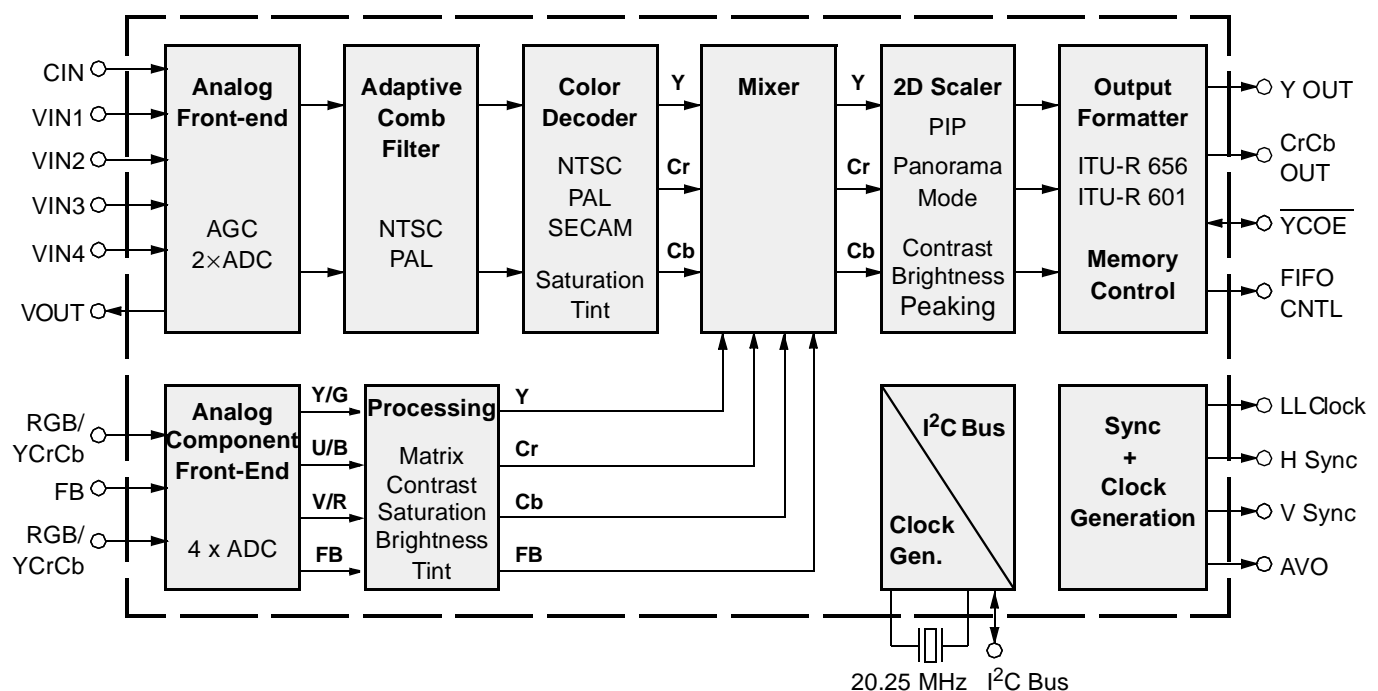 CIN
VIN1
VIN2
VIN3
VIN4
VOUT
Analog
Front-end
AGC
2×ADC
Adaptive
Comb
Filter
NTSC
PAL
Color
Decoder
NTSC
PAL
SECAM
Saturation
Tint
Y
Cr
Cb
Mixer
Y
Cr
Cb
2D Scaler
PIP
Panorama
Mode
Contrast
Brightness
Peaking
Output
Formatter
ITU-R 656
ITU-R 601
Memory
Control
Y OUT
CrCb
OUT
YCOE
FIFO
CNTL
RGB/
YCrCb
FB
RGB/
YCrCb
Analog
Component
Front-End
4 x ADC
Y/G
U/B
V/R
FB
Processing
Matrix
Contrast
Saturation
Brightness
Tint
Y
Cr
Cb
FB
I²C Bus
Clock
Gen.
Sync
+
Clock
Generation
LL Clock
H Sync
V Sync
AVO
20.25 MHz
I²C Bus